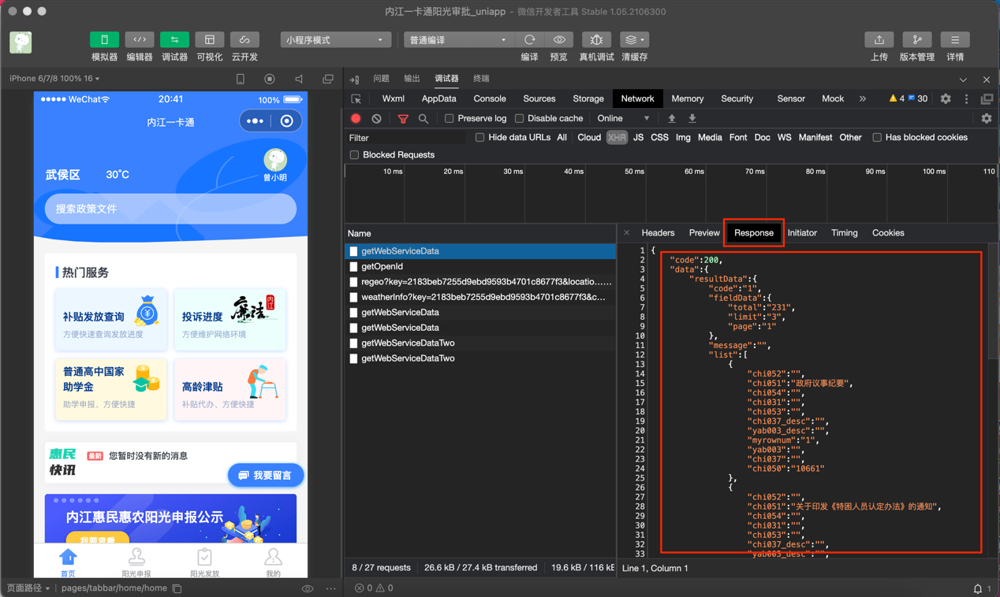 内江一卡通阳光审批_uniapp - 微信开发者工具 Stable 1.05.2106300
小程序模式
普通编译
模拟器 编辑器 调试器 可视化 云开发
编译 预览 真机调试 清缓存
上传 版本管理 详情
iPhone 6/7/8 100% 16
WeChat
20:41
100%
内江一卡通
武侯区
30℃
曾小明
搜索政策文件
热门服务
补贴发放查询
方便快速查询发放进度
投诉进度
方便维护网络环境
廉法
内江
普通高中国家
助学金
助学申报、方便快捷
高龄津贴
补贴代办、方便快捷
惠民
快讯
最新
您暂时没有新的消息
我要留言
内江惠民惠农阳光申报公示
我要查看
首页 阳光申报 阳光发放 我的
页面路径
pages/tabbar/home/home
问题 输出 调试器 终端
Wxml AppData Console Sources Storage Network Memory Security Sensor Mock
4
30
Preserve log
Disable cache
Online
Filter
Hide data URLs
All Cloud XHR JS CSS Img Media Font Doc WS Manifest Other
Has blocked cookies
Blocked Requests
10 ms 20 ms 30 ms 40 ms 50 ms 60 ms 70 ms 80 ms 90 ms 100 ms 110
Name
getWebServiceData
getOpenId
regeo?key=2183beb7255d9ebd9593b4701c8677f3&locatio......
weatherInfo?key=2183beb7255d9ebd9593b4701c8677f3&c...
getWebServiceData
getWebServiceData
getWebServiceDataTwo
getWebServiceDataTwo
8 / 27 requests
26.6 kB / 27.4 kB transferred
19.6 kB / 116 kE
Headers Preview Response Initiator Timing Cookies
1 {
2 "code":200,
3 "data":{
4 "resultData":{
5 "code":"1",
6 "fieldData":{
7 "total":"231",
8 "limit":"3",
9 "page":"1"
10 },
11 "message":"",
12 "list":[
13 {
14 "chi052":"",
15 "chi051":"政府议事纪要",
16 "chi054":"",
17 "chi031":"",
18 "chi053":"",
19 "chi037_desc":"",
20 "yab003_desc":"",
21 "myrownum":"1",
22 "yab003":"",
23 "chi037":"",
24 "chi050":"10661"
25 },
26 {
27 "chi052":"",
28 "chi051":"关于印发《特困人员认定办法》的通知",
29 "chi054":"",
30 "chi031":"",
31 "chi053":"",
32 "chi037_desc":"",
33 "yab003_desc":"",
Line 1, Column 1
0
0
1